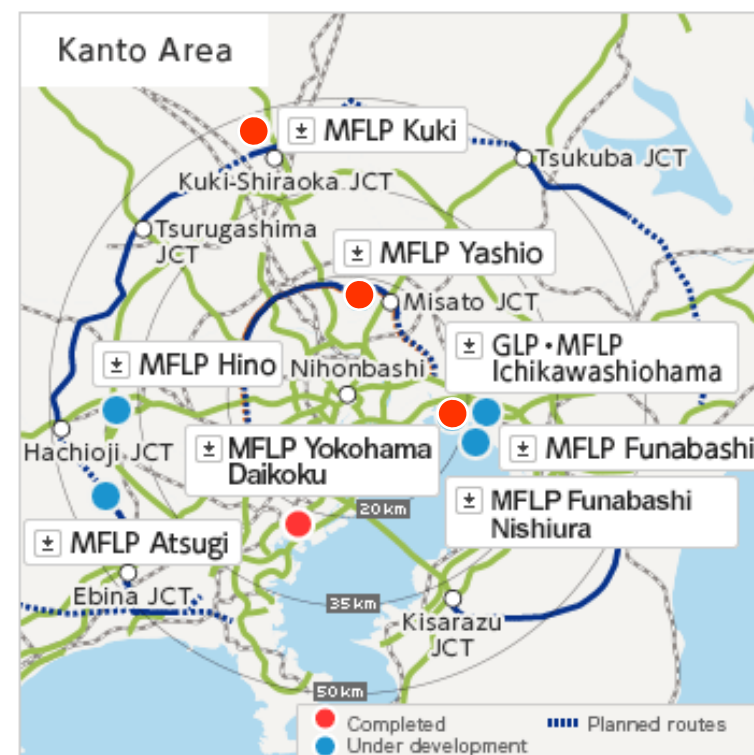 Kanto Area
MFLP Kuki
Tsukuba JCT
Kuki-Shiraoka JCT
Tsurugashima
JCT
MFLP Yashio
Misato JCT
GLP・MFLP
Ichikawashiohama
MFLP Hino
Nihonbashi
Hachioji JCT
MFLP Yokohama
Daikoku
MFLP Funabashi
20km
MFLP Funabashi
Nishiura
MFLP Atsugi
Ebina JCT
35km
Kisarazu
JCT
50km
Completed
Planned routes
Under development